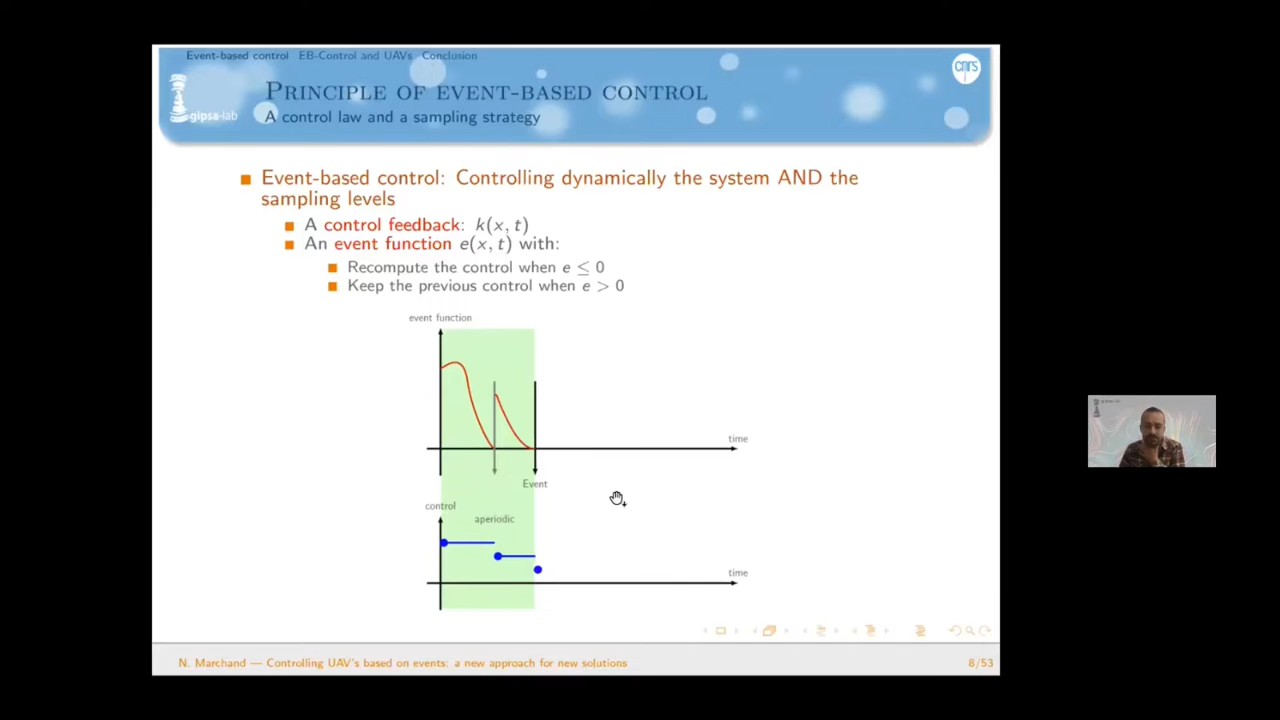 Event-based control EB-Control and UAVs Conclusion
PRINCIPLE OF EVENT-BASED CONTROL
A control law and a sampling strategy
gipsa-lab
cnrs
Event-based control: Controlling dynamically the system AND the
sampling levels
A control feedback: k(x, t)
An event function e(x, t) with:
Recompute the control when e ≤ 0
Keep the previous control when e > 0
event function
time
Event
control
aperiodic
time
N. Marchand — Controlling UAV's based on events: a new approach for new solutions
8/53